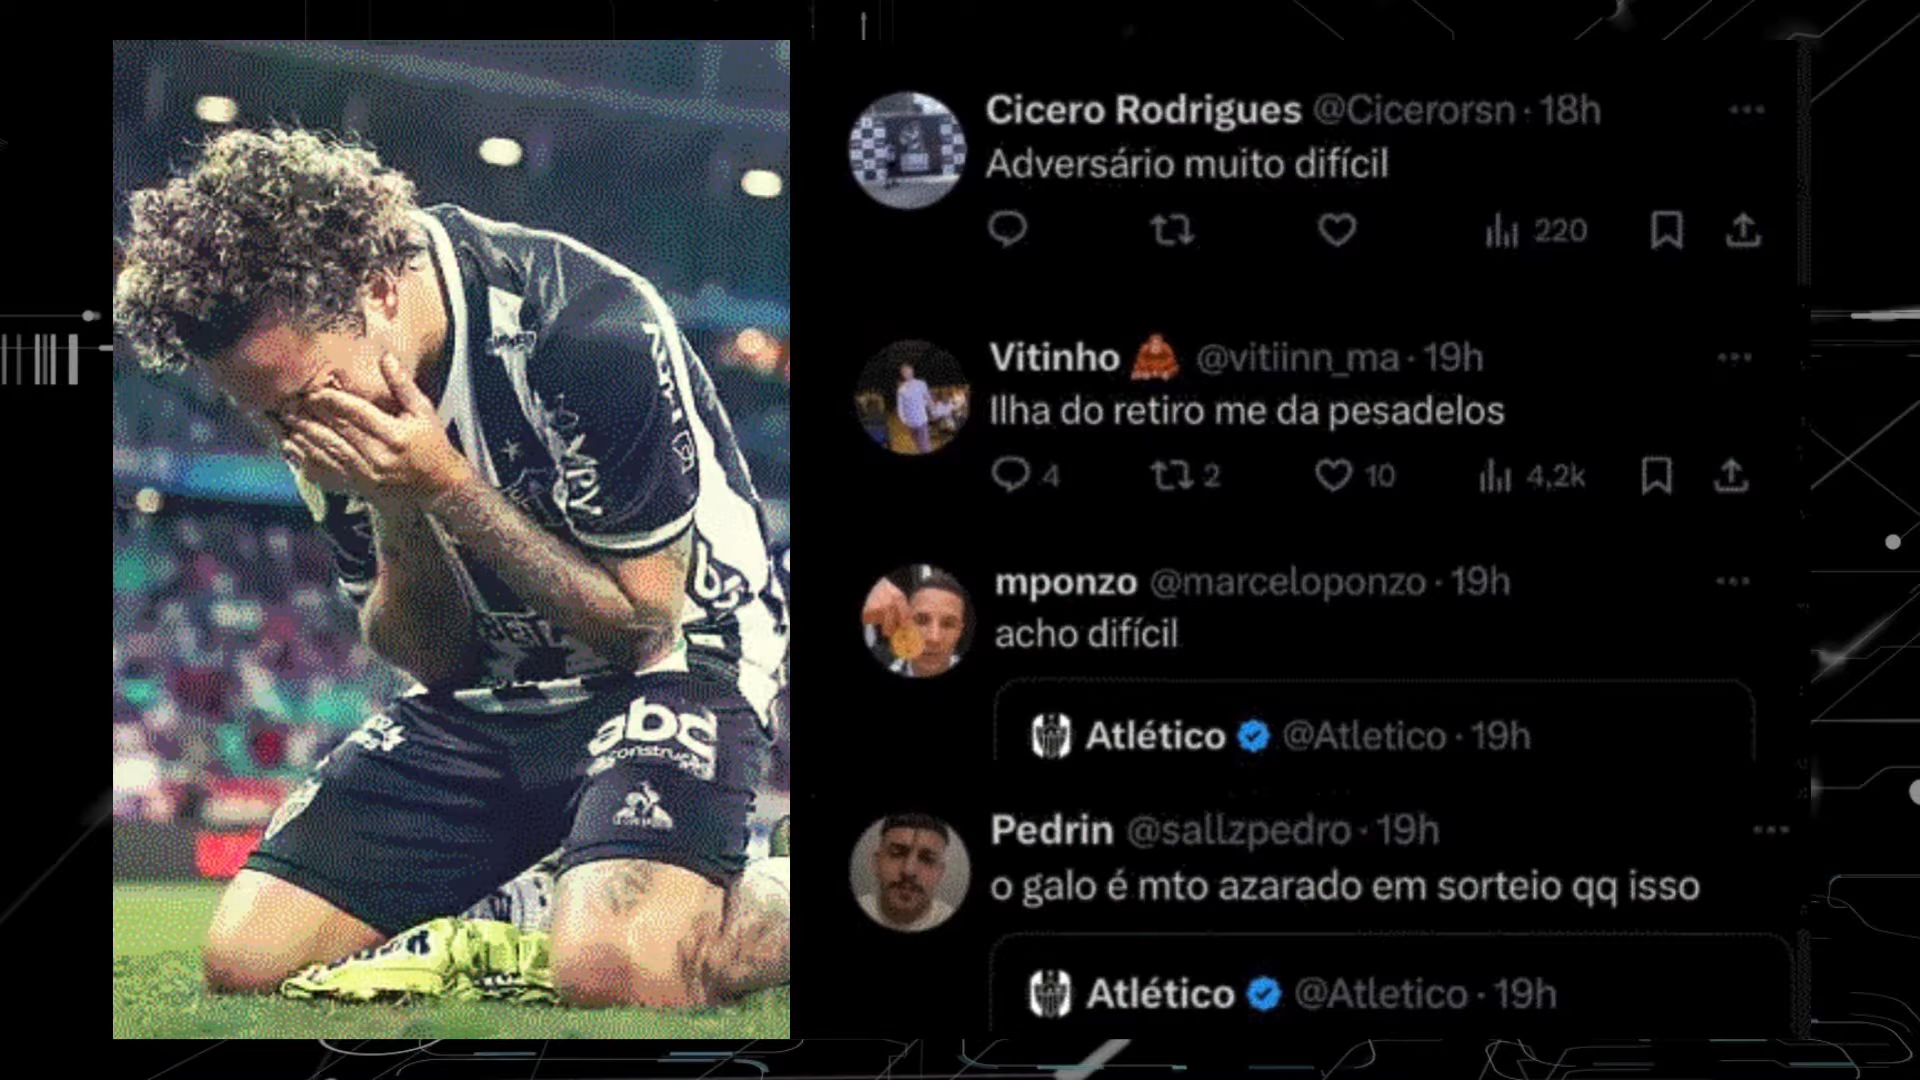 Cicero Rodrigues @Cicerorsn · 18h
Adversário muito difícil
220
Vitinho @vitiinn_ma · 19h
Ilha do retiro me da pesadelos
4 2 10 4,2k
mponzo @marceloponzo · 19h
acho difícil
Atlético @Atletico · 19h
Pedrin @sallzpedro · 19h
o galo é mto azarado em sorteio qq isso
Atlético @Atletico · 19h
abc